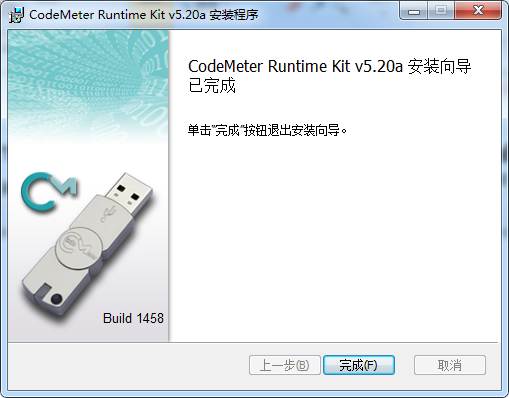 CodeMeter Runtime Kit v5.20a 安装程序
CodeMeter Runtime Kit v5.20a 安装向导
已完成
单击"完成"按钮退出安装向导。
Build 1458
上一步(B)
完成(F)
取消